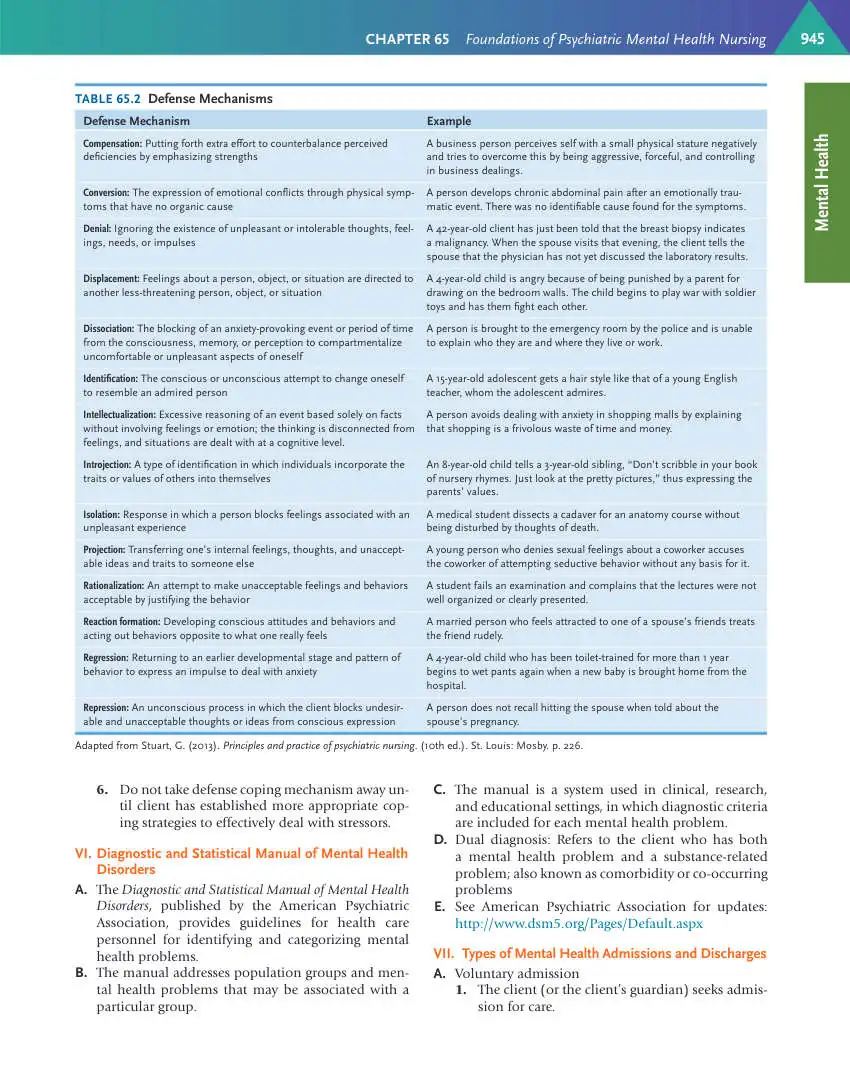 CHAPTER 65 Foundations of Psychiatric Mental Health Nursing 945
Mental Health
TABLE 65.2 Defense Mechanisms
Defense Mechanism Example
Compensation: Putting forth extra effort to counterbalance perceived
deficiencies by emphasizing strengths
A business person perceives self with a small physical stature negatively
and tries to overcome this by being aggressive, forceful, and controlling
in business dealings.
Conversion: The expression of emotional conflicts through physical symp-
toms that have no organic cause
A person develops chronic abdominal pain after an emotionally trau-
matic event. There was no identifiable cause found for the symptoms.
Denial: Ignoring the existence of unpleasant or intolerable thoughts, feel-
ings, needs, or impulses
A 42-year-old client has just been told that the breast biopsy indicates
a malignancy. When the spouse visits that evening, the client tells the
spouse that the physician has not yet discussed the laboratory results.
Displacement: Feelings about a person, object, or situation are directed to
another less-threatening person, object, or situation
A 4-year-old child is angry because of being punished by a parent for
drawing on the bedroom walls. The child begins to play war with soldier
toys and has them fight each other.
Dissociation: The blocking of an anxiety-provoking event or period of time
from the consciousness, memory, or perception to compartmentalize
uncomfortable or unpleasant aspects of oneself
A person is brought to the emergency room by the police and is unable
to explain who they are and where they live or work.
Identification: The conscious or unconscious attempt to change oneself
to resemble an admired person
A 15-year-old adolescent gets a hair style like that of a young English
teacher, whom the adolescent admires.
Intellectualization: Excessive reasoning of an event based solely on facts
without involving feelings or emotion; the thinking is disconnected from
feelings, and situations are dealt with at a cognitive level.
A person avoids dealing with anxiety in shopping malls by explaining
that shopping is a frivolous waste of time and money.
Introjection: A type of identification in which individuals incorporate the
traits or values of others into themselves
An 8-year-old child tells a 3-year-old sibling, “Don’t scribble in your book
of nursery rhymes. Just look at the pretty pictures,” thus expressing the
parents’ values.
Isolation: Response in which a person blocks feelings associated with an
unpleasant experience
A medical student dissects a cadaver for an anatomy course without
being disturbed by thoughts of death.
Projection: Transferring one’s internal feelings, thoughts, and unaccept-
able ideas and traits to someone else
A young person who denies sexual feelings about a coworker accuses
the coworker of attempting seductive behavior without any basis for it.
Rationalization: An attempt to make unacceptable feelings and behaviors
acceptable by justifying the behavior
A student fails an examination and complains that the lectures were not
well organized or clearly presented.
Reaction formation: Developing conscious attitudes and behaviors and
acting out behaviors opposite to what one really feels
A married person who feels attracted to one of a spouse’s friends treats
the friend rudely.
Regression: Returning to an earlier developmental stage and pattern of
behavior to express an impulse to deal with anxiety
A 4-year-old child who has been toilet-trained for more than 1 year
begins to wet pants again when a new baby is brought home from the
hospital.
Repression: An unconscious process in which the client blocks undesir-
able and unacceptable thoughts or ideas from conscious expression
A person does not recall hitting the spouse when told about the
spouse’s pregnancy.
Adapted from Stuart, G. (2013). Principles and practice of psychiatric nursing. (10th ed.). St. Louis: Mosby. p. 226.
6. Do not take defense coping mechanism away un-
til client has established more appropriate cop-
ing strategies to effectively deal with stressors.
VI. Diagnostic and Statistical Manual of Mental Health
Disorders
A. The Diagnostic and Statistical Manual of Mental Health
Disorders, published by the American Psychiatric
Association, provides guidelines for health care
personnel for identifying and categorizing mental
health problems.
B. The manual addresses population groups and men-
tal health problems that may be associated with a
particular group.
C. The manual is a system used in clinical, research,
and educational settings, in which diagnostic criteria
are included for each mental health problem.
D. Dual diagnosis: Refers to the client who has both
a mental health problem and a substance-related
problem; also known as comorbidity or co-occurring
problems
E. See American Psychiatric Association for updates:
http://www.dsm5.org/Pages/Default.aspx
VII. Types of Mental Health Admissions and Discharges
A. Voluntary admission
1. The client (or the client’s guardian) seeks admis-
sion for care.